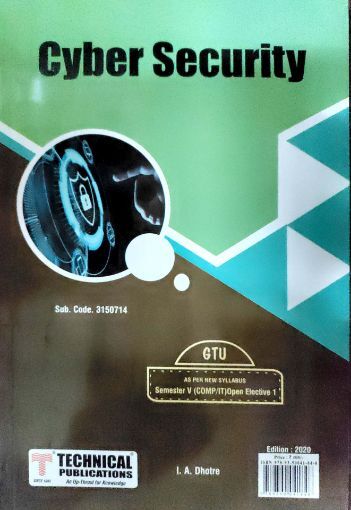 Cyber Security
Sub. Code. 3150714
GTU
AS PER NEW SYLLABUS
Semester V (COMP/IT) Open Elective 1
Edition : 2020
TECHNICAL
PUBLICATIONS
An Up-Thrust for Knowledge
I. A. Dhotre